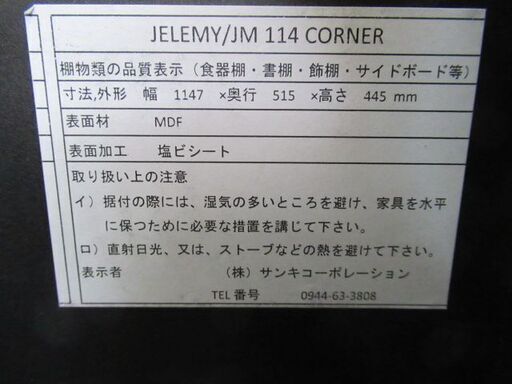 JELEMY/JM 114 CORNER
棚物類の品質表示（食器棚・書棚・飾棚・サイドボード等）
寸法,外形　幅　1147　×奥行　515　×高さ　445 mm
表面材　MDF
表面加工　塩ビシート
取り扱い上の注意
イ）据付の際には、湿気の多いところを避け、家具を水平
に保つために必要な措置を講じて下さい。
ロ）直射日光、又は、ストーブなどの熱を避けて下さい。
表示者　（株）サンキコーポレーション
TEL 番号　0944-63-3808